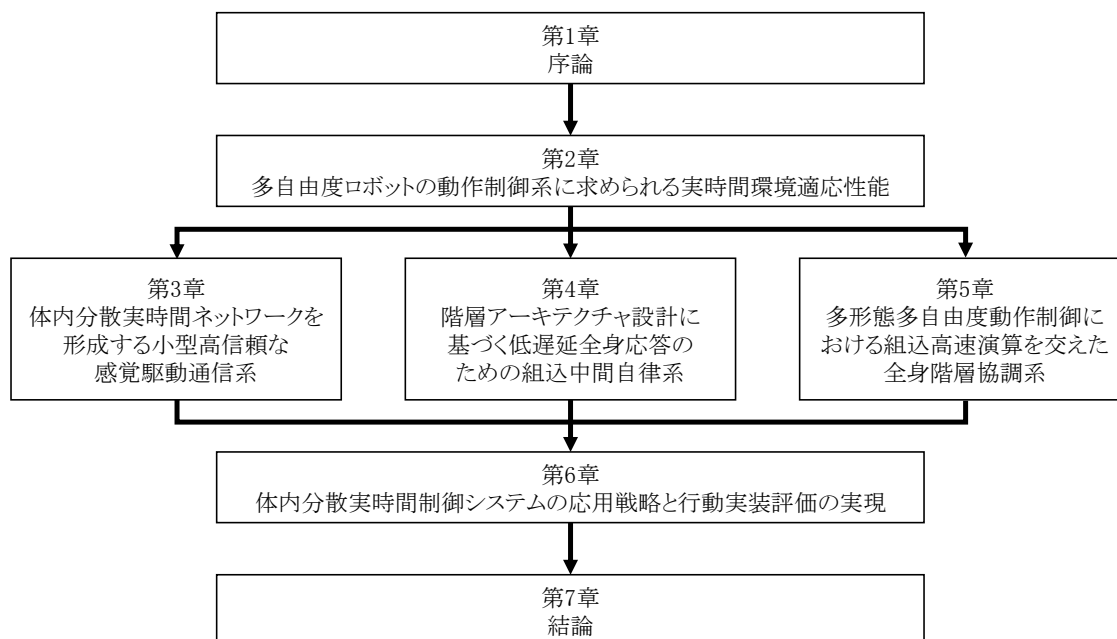 第1章
序論
第2章
多自由度ロボットの動作制御系に求められる実時間環境適応性能
第3章
体内分散実時間ネットワークを
形成する小型高信頼な
感覚駆動通信系
第4章
階層アーキテクチャ設計に
基づく低遅延全身応答の
ための組込中間自律系
第5章
多形態多自由度動作制御に
おける組込高速演算を交えた
全身階層協調系
第6章
体内分散実時間制御システムの応用戦略と行動実装評価の実現
第7章
結論